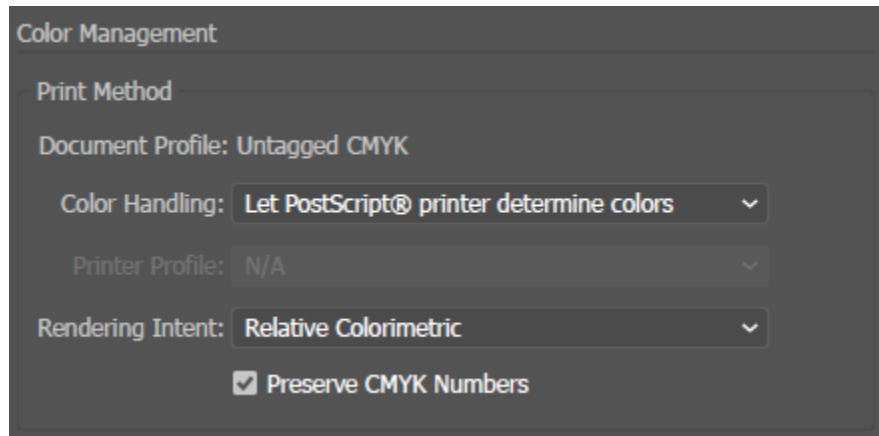 Color Management
Print Method
Document Profile: Untagged CMYK
Color Handling: Let PostScript® printer determine colors
Printer Profile: N/A
Rendering Intent: Relative Colorimetric
Preserve CMYK Numbers